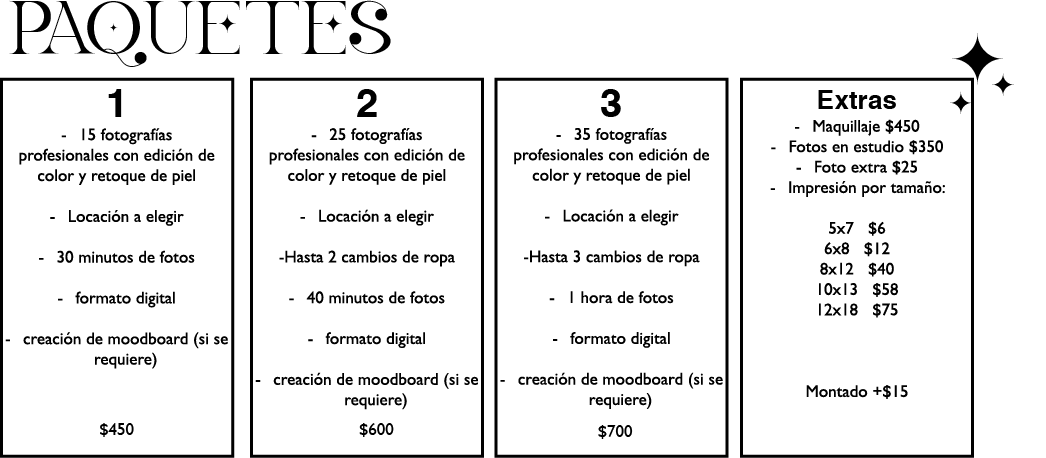 PAQUETES
1
- 15 fotografías
profesionales con edición de
color y retoque de piel
- Locación a elegir
- 30 minutos de fotos
- formato digital
- creación de moodboard (si se
requiere)
$450
2
- 25 fotografías
profesionales con edición de
color y retoque de piel
- Locación a elegir
-Hasta 2 cambios de ropa
- 40 minutos de fotos
- formato digital
- creación de moodboard (si se
requiere)
$600
3
- 35 fotografías
profesionales con edición de
color y retoque de piel
- Locación a elegir
-Hasta 3 cambios de ropa
- 1 hora de fotos
- formato digital
- creación de moodboard (si se
requiere)
$700
Extras
- Maquillaje $450
- Fotos en estudio $350
- Foto extra $25
- Impresión por tamaño:
5x7 $6
6x8 $12
8x12 $40
10x13 $58
12x18 $75
Montado +$15